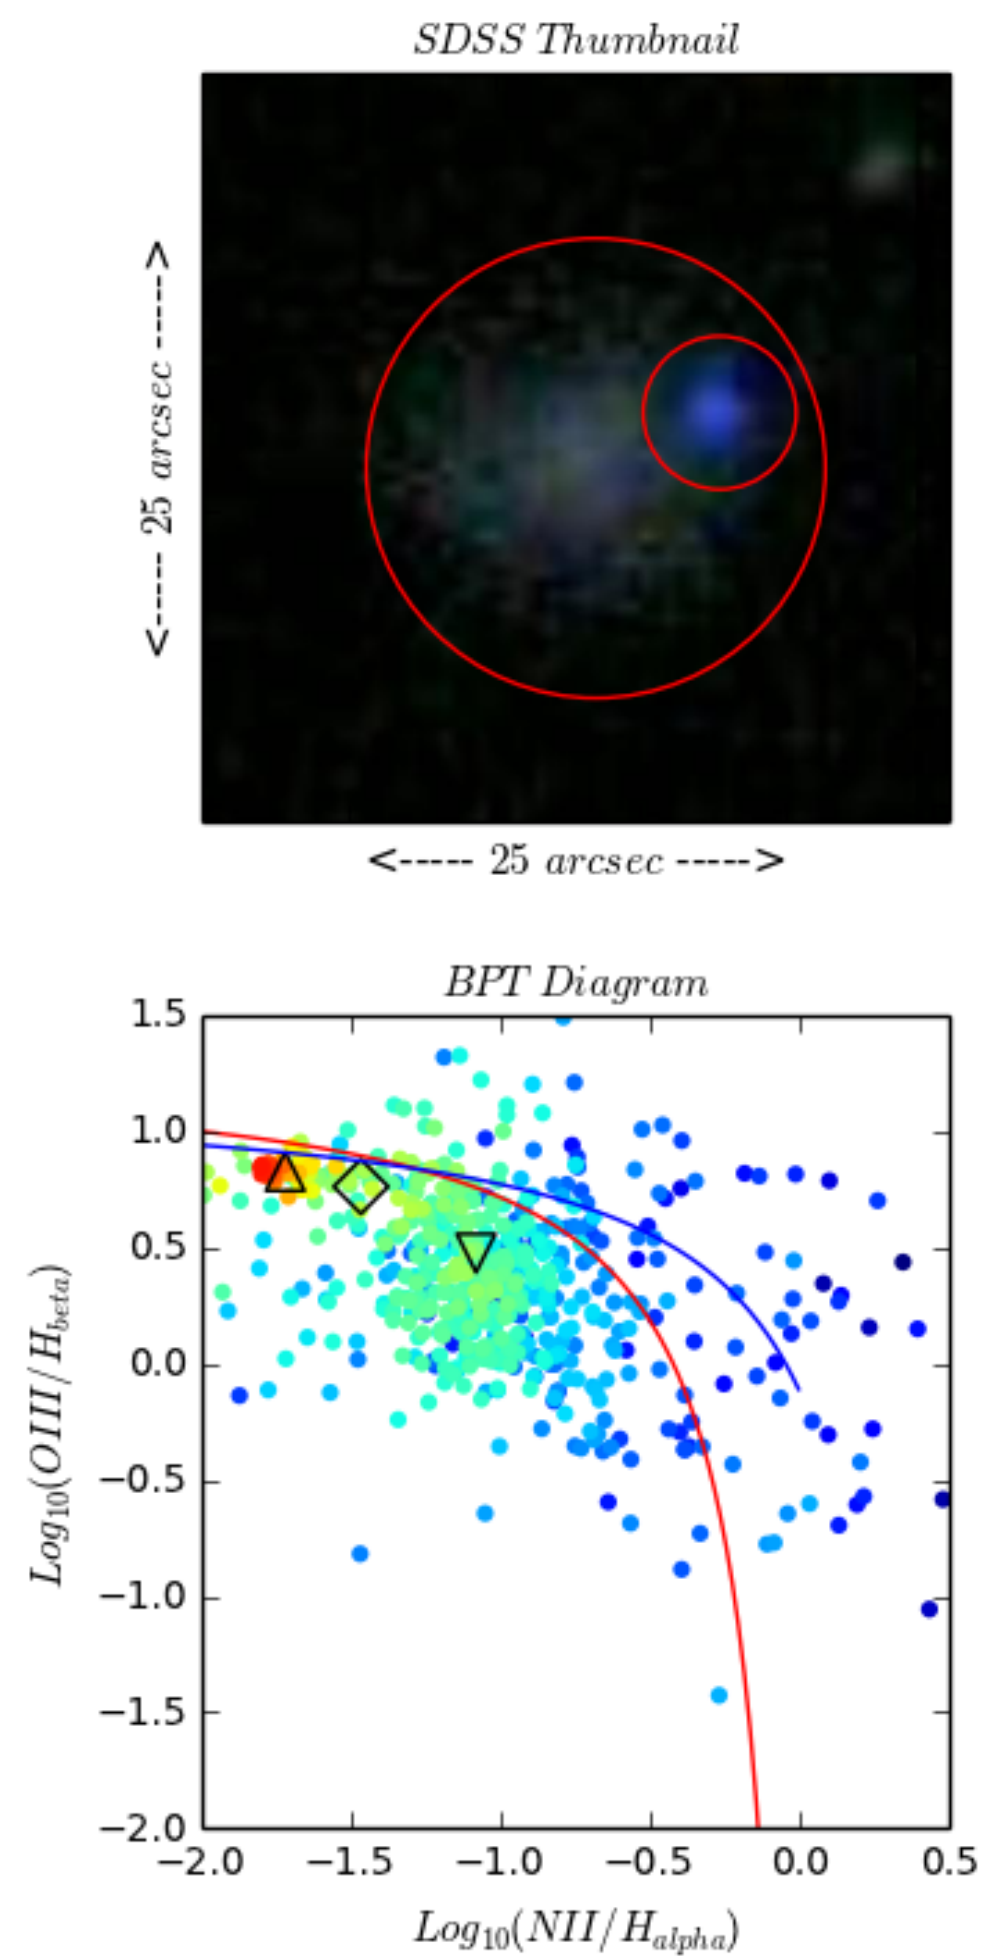 SDSS Thumbnail
<----- 25 arcsec ----->
<----- 25 arcsec ----->
BPT Diagram
1.5
1.0
0.5
0.0
−0.5
−1.0
−1.5
−2.0
Log10(OIII/Hbeta)
−2.0 −1.5 −1.0 −0.5 0.0 0.5
Log10(NII/Halpha)